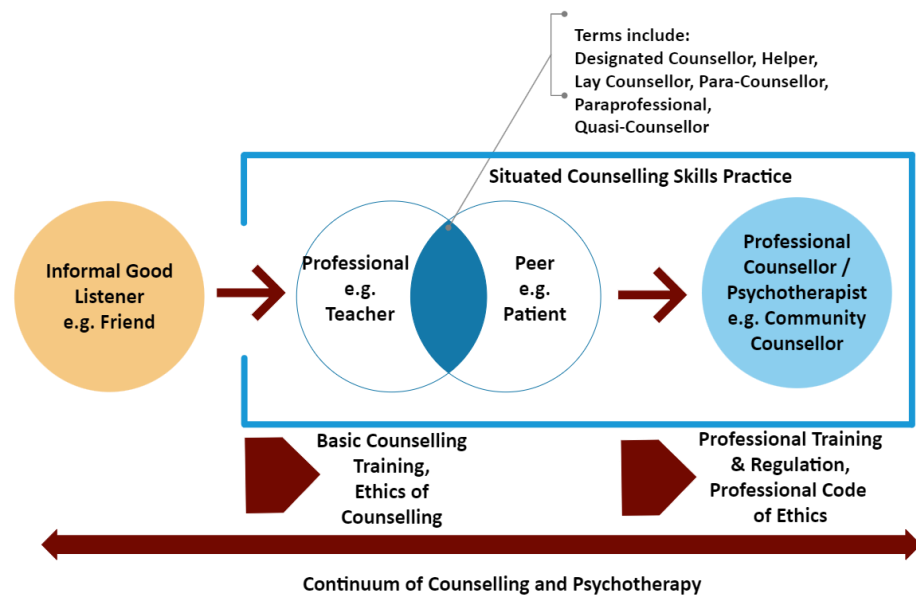 Terms include:
Designated Counsellor, Helper,
Lay Counsellor, Para-Counsellor,
Paraprofessional,
Quasi-Counsellor
Situated Counselling Skills Practice
Informal Good
Listener
e.g. Friend
Professional
e.g.
Teacher
Peer
e.g.
Patient
Professional
Counsellor /
Psychotherapist
e.g. Community
Counsellor
Basic Counselling
Training,
Ethics of
Counselling
Professional Training
& Regulation,
Professional Code
of Ethics
Continuum of Counselling and Psychotherapy